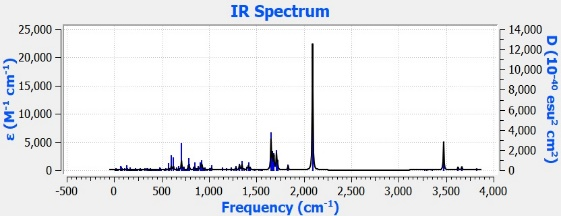 IR Spectrum
25,000
20,000
15,000
10,000
5,000
0
ε (M⁻¹ cm⁻¹)
14,000
12,000
10,000
8,000
6,000
4,000
2,000
0
D (10⁻⁴⁰ esu² cm²)
-500 0 500 1,000 1,500 2,000 2,500 3,000 3,500 4,000
Frequency (cm⁻¹)